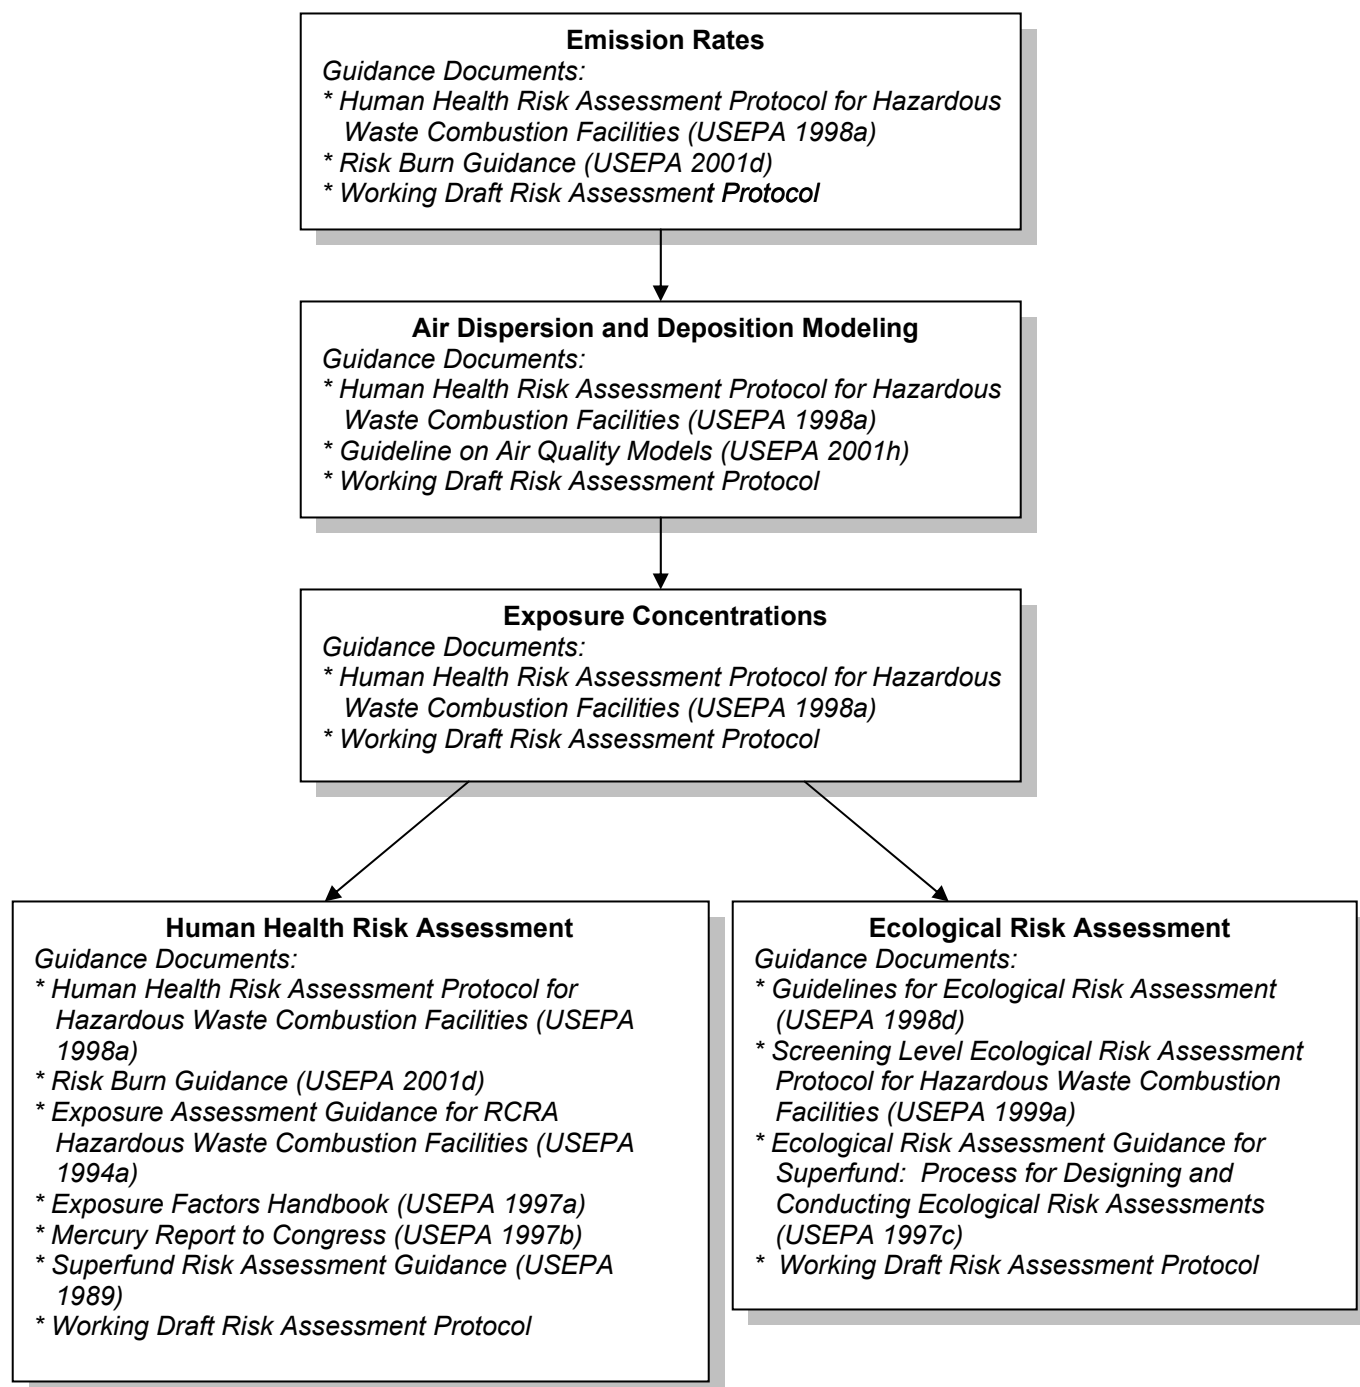 Emission Rates
Guidance Documents:
* Human Health Risk Assessment Protocol for Hazardous
Waste Combustion Facilities (USEPA 1998a)
* Risk Burn Guidance (USEPA 2001d)
* Working Draft Risk Assessment Protocol
Air Dispersion and Deposition Modeling
Guidance Documents:
* Human Health Risk Assessment Protocol for Hazardous
Waste Combustion Facilities (USEPA 1998a)
* Guideline on Air Quality Models (USEPA 2001h)
* Working Draft Risk Assessment Protocol
Exposure Concentrations
Guidance Documents:
* Human Health Risk Assessment Protocol for Hazardous
Waste Combustion Facilities (USEPA 1998a)
* Working Draft Risk Assessment Protocol
Human Health Risk Assessment
Guidance Documents:
* Human Health Risk Assessment Protocol for
Hazardous Waste Combustion Facilities (USEPA
1998a)
* Risk Burn Guidance (USEPA 2001d)
* Exposure Assessment Guidance for RCRA
Hazardous Waste Combustion Facilities (USEPA
1994a)
* Exposure Factors Handbook (USEPA 1997a)
* Mercury Report to Congress (USEPA 1997b)
* Superfund Risk Assessment Guidance (USEPA
1989)
* Working Draft Risk Assessment Protocol
Ecological Risk Assessment
Guidance Documents:
* Guidelines for Ecological Risk Assessment
(USEPA 1998d)
* Screening Level Ecological Risk Assessment
Protocol for Hazardous Waste Combustion
Facilities (USEPA 1999a)
* Ecological Risk Assessment Guidance for
Superfund:  Process for Designing and
Conducting Ecological Risk Assessments
(USEPA 1997c)
*  Working Draft Risk Assessment Protocol